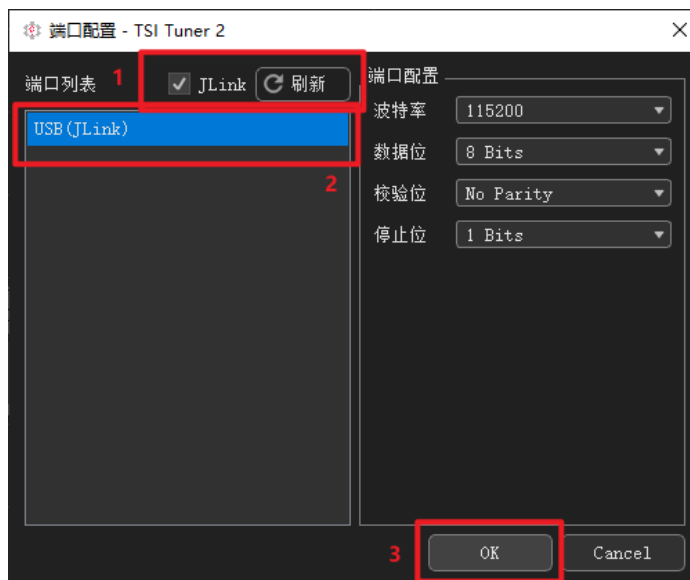 端口配置 - TSI Tuner 2
端口列表 1 JLink 刷新
USB(JLink)
2
端口配置
波特率 115200
数据位 8 Bits
校验位 No Parity
停止位 1 Bits
3 OK Cancel